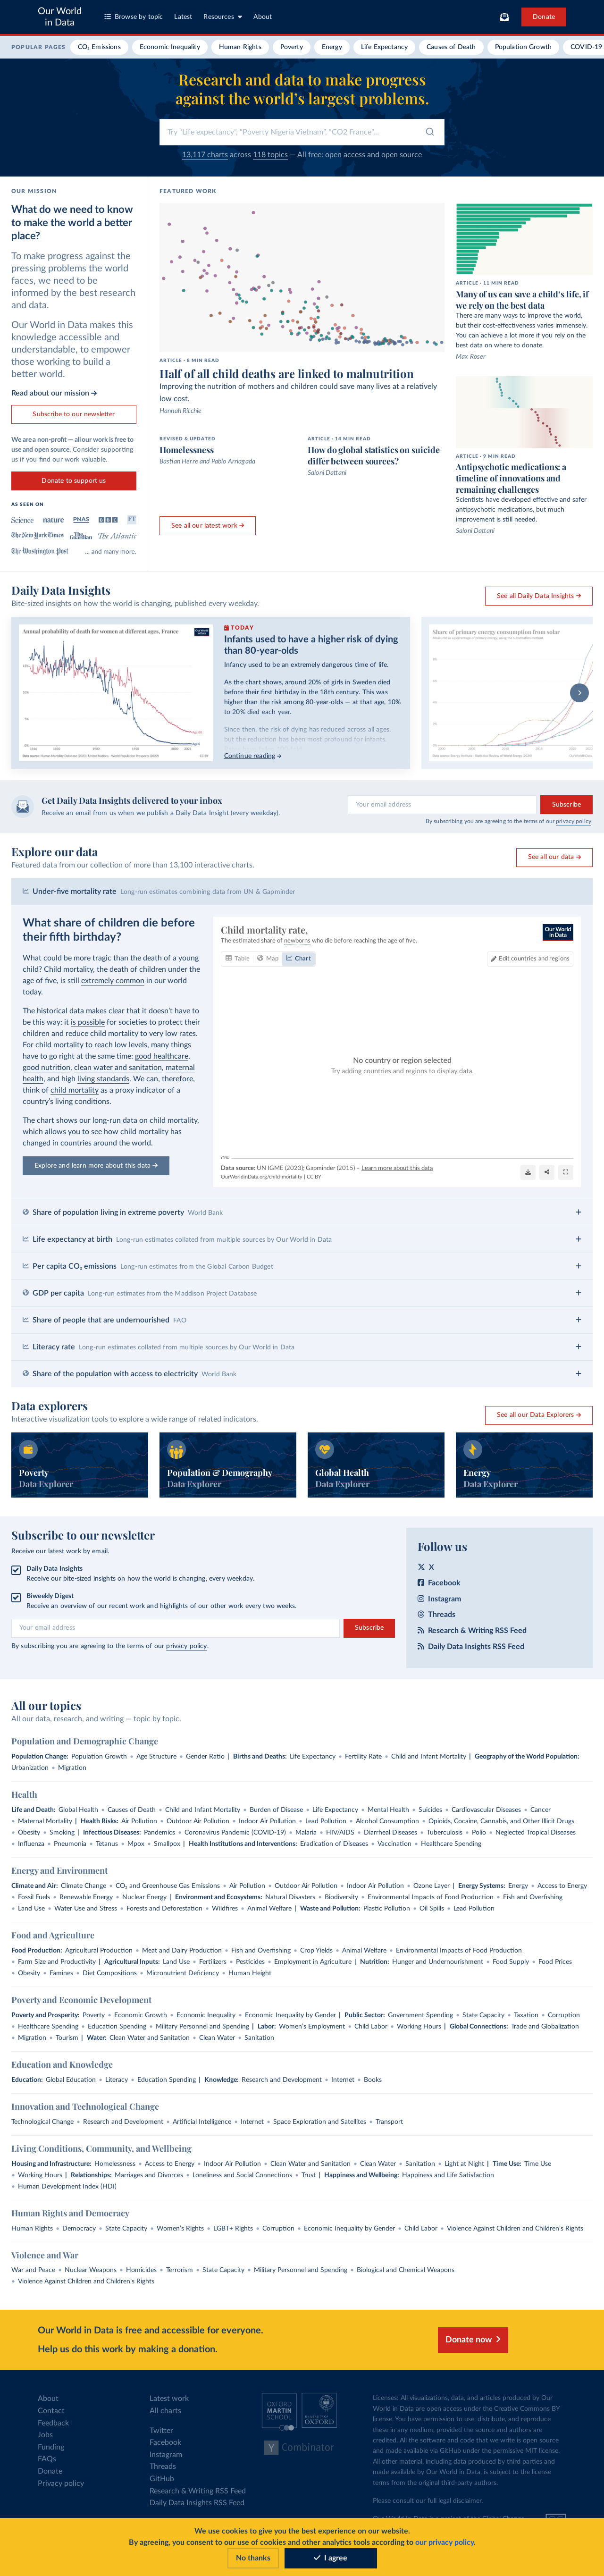 Our World
in Data
Browse by topic
Latest
Resources
About
Donate
POPULAR PAGES
CO₂ Emissions
Economic Inequality
Human Rights
Poverty
Energy
Life Expectancy
Causes of Death
Population Growth
COVID-19
Research and data to make progress
against the world's largest problems.
Try "Life expectancy", "Poverty Nigeria Vietnam", "CO2 France"...
13,117 charts across 118 topics — All free: open access and open source
OUR MISSION
What do we need to know
to make the world a better
place?
To make progress against the
pressing problems the world
faces, we need to be
informed by the best research
and data.
Our World in Data makes this
knowledge accessible and
understandable, to empower
those working to build a
better world.
Read about our mission →
Subscribe to our newsletter
We are a non-profit — all our work is free to
use and open source. Consider supporting
us if you find our work valuable.
Donate to support us
AS SEEN ON
Science
nature
PNAS
BBC
FT
The New York Times
The Guardian
The Atlantic
The Washington Post
... and many more.
FEATURED WORK
ARTICLE · 8 MIN READ
Half of all child deaths are linked to malnutrition
Improving the nutrition of mothers and children could save many lives at a relatively
low cost.
Hannah Ritchie
REVISED & UPDATED
Homelessness
Bastian Herre and Pablo Arriagada
ARTICLE · 14 MIN READ
How do global statistics on suicide
differ between sources?
Saloni Dattani
See all our latest work →
ARTICLE · 11 MIN READ
Many of us can save a child's life, if
we rely on the best data
There are many ways to improve the world,
but their cost-effectiveness varies immensely.
You can achieve a lot more if you rely on the
best data on where to donate.
Max Roser
ARTICLE · 9 MIN READ
Antipsychotic medications: a
timeline of innovations and
remaining challenges
Scientists have developed effective and safer
antipsychotic medications, but much
improvement is still needed.
Saloni Dattani
Daily Data Insights
Bite-sized insights on how the world is changing, published every weekday.
See all Daily Data Insights →
Annual probability of death for women at different ages, France
TODAY
Infants used to have a higher risk of dying
than 80-year-olds
Infancy used to be an extremely dangerous time of life.
As the chart shows, around 20% of girls in Sweden died
before their first birthday in the 18th century. This was
higher than the risk among 80-year-olds — at that age, 10%
to 20% died each year.
Since then, the risk of dying has reduced across all ages,
but the reduction has been most profound for infants.
Continue reading →
Share of primary energy consumption from solar
Get Daily Data Insights delivered to your inbox
Receive an email from us when we publish a Daily Data Insight (every weekday).
Your email address
Subscribe
By subscribing you are agreeing to the terms of our privacy policy.
Explore our data
Featured data from our collection of more than 13,100 interactive charts.
See all our data →
Under-five mortality rate Long-run estimates combining data from UN & Gapminder
What share of children die before
their fifth birthday?
What could be more tragic than the death of a young
child? Child mortality, the death of children under the
age of five, is still extremely common in our world
today.
The historical data makes clear that it doesn't have to
be this way: it is possible for societies to protect their
children and reduce child mortality to very low rates.
For child mortality to reach low levels, many things
have to go right at the same time: good healthcare,
good nutrition, clean water and sanitation, maternal
health, and high living standards. We can, therefore,
think of child mortality as a proxy indicator of a
country's living conditions.
The chart shows our long-run data on child mortality,
which allows you to see how child mortality has
changed in countries around the world.
Explore and learn more about this data →
Child mortality rate,
The estimated share of newborns who die before reaching the age of five.
Our World
in Data
Table
Map
Chart
Edit countries and regions
No country or region selected
Try adding countries and regions to display data.
Data source: UN IGME (2023); Gapminder (2015) – Learn more about this data
OurWorldinData.org/child-mortality | CC BY
Share of population living in extreme poverty World Bank +
Life expectancy at birth Long-run estimates collated from multiple sources by Our World in Data +
Per capita CO₂ emissions Long-run estimates from the Global Carbon Budget +
GDP per capita Long-run estimates from the Maddison Project Database +
Share of people that are undernourished FAO +
Literacy rate Long-run estimates collated from multiple sources by Our World in Data +
Share of the population with access to electricity World Bank +
Data explorers
Interactive visualization tools to explore a wide range of related indicators.
See all our Data Explorers →
Poverty
Data Explorer
Population & Demography
Data Explorer
Global Health
Data Explorer
Energy
Data Explorer
Subscribe to our newsletter
Receive our latest work by email.
Daily Data Insights
Receive our bite-sized insights on how the world is changing, every weekday.
Biweekly Digest
Receive an overview of our recent work and highlights of our other work every two weeks.
Your email address
Subscribe
By subscribing you are agreeing to the terms of our privacy policy.
Follow us
X
Facebook
Instagram
Threads
Research & Writing RSS Feed
Daily Data Insights RSS Feed
All our topics
All our data, research, and writing — topic by topic.
Population and Demographic Change
Population Change: Population Growth • Age Structure • Gender Ratio | Births and Deaths: Life Expectancy • Fertility Rate • Child and Infant Mortality | Geography of the World Population:
Urbanization • Migration
Health
Life and Death: Global Health • Causes of Death • Child and Infant Mortality • Burden of Disease • Life Expectancy • Mental Health • Suicides • Cardiovascular Diseases • Cancer
• Maternal Mortality | Health Risks: Air Pollution • Outdoor Air Pollution • Indoor Air Pollution • Lead Pollution • Alcohol Consumption • Opioids, Cocaine, Cannabis, and Other Illicit Drugs
• Obesity • Smoking | Infectious Diseases: Pandemics • Coronavirus Pandemic (COVID-19) • Malaria • HIV/AIDS • Diarrheal Diseases • Tuberculosis • Polio • Neglected Tropical Diseases
• Influenza • Pneumonia • Tetanus • Mpox • Smallpox | Health Institutions and Interventions: Eradication of Diseases • Vaccination • Healthcare Spending
Energy and Environment
Climate and Air: Climate Change • CO₂ and Greenhouse Gas Emissions • Air Pollution • Outdoor Air Pollution • Indoor Air Pollution • Ozone Layer | Energy Systems: Energy • Access to Energy
• Fossil Fuels • Renewable Energy • Nuclear Energy | Environment and Ecosystems: Natural Disasters • Biodiversity • Environmental Impacts of Food Production • Fish and Overfishing
• Land Use • Water Use and Stress • Forests and Deforestation • Wildfires • Animal Welfare | Waste and Pollution: Plastic Pollution • Oil Spills • Lead Pollution
Food and Agriculture
Food Production: Agricultural Production • Meat and Dairy Production • Fish and Overfishing • Crop Yields • Animal Welfare • Environmental Impacts of Food Production
• Farm Size and Productivity | Agricultural Inputs: Land Use • Fertilizers • Pesticides • Employment in Agriculture | Nutrition: Hunger and Undernourishment • Food Supply • Food Prices
• Obesity • Famines • Diet Compositions • Micronutrient Deficiency • Human Height
Poverty and Economic Development
Poverty and Prosperity: Poverty • Economic Growth • Economic Inequality • Economic Inequality by Gender | Public Sector: Government Spending • State Capacity • Taxation • Corruption
• Healthcare Spending • Education Spending • Military Personnel and Spending | Labor: Women's Employment • Child Labor • Working Hours | Global Connections: Trade and Globalization
• Migration • Tourism | Water: Clean Water and Sanitation • Clean Water • Sanitation
Education and Knowledge
Education: Global Education • Literacy • Education Spending | Knowledge: Research and Development • Internet • Books
Innovation and Technological Change
Technological Change • Research and Development • Artificial Intelligence • Internet • Space Exploration and Satellites • Transport
Living Conditions, Community, and Wellbeing
Housing and Infrastructure: Homelessness • Access to Energy • Indoor Air Pollution • Clean Water and Sanitation • Clean Water • Sanitation • Light at Night | Time Use: Time Use
• Working Hours | Relationships: Marriages and Divorces • Loneliness and Social Connections • Trust | Happiness and Wellbeing: Happiness and Life Satisfaction
• Human Development Index (HDI)
Human Rights and Democracy
Human Rights • Democracy • State Capacity • Women's Rights • LGBT+ Rights • Corruption • Economic Inequality by Gender • Child Labor • Violence Against Children and Children's Rights
Violence and War
War and Peace • Nuclear Weapons • Homicides • Terrorism • State Capacity • Military Personnel and Spending • Biological and Chemical Weapons
• Violence Against Children and Children's Rights
Our World in Data is free and accessible for everyone.
Help us do this work by making a donation.
Donate now
About
Contact
Feedback
Jobs
Funding
FAQs
Donate
Privacy policy
Latest work
All charts
Twitter
Facebook
Instagram
Threads
GitHub
Research & Writing RSS Feed
Daily Data Insights RSS Feed
OXFORD
MARTIN
SCHOOL
UNIVERSITY OF
OXFORD
Y Combinator
Licenses: All visualizations, data, and articles produced by Our
World in Data are open access under the Creative Commons BY
license. You have permission to use, distribute, and reproduce
these in any medium, provided the source and authors are
credited. All the software and code that we write is open source
and made available via GitHub under the permissive MIT license.
All other material, including data produced by third parties and
made available by Our World in Data, is subject to the license
terms from the original third-party authors.
Please consult our full legal disclaimer.
We use cookies to give you the best experience on our website.
By agreeing, you consent to our use of cookies and other analytics tools according to our privacy policy.
No thanks
I agree